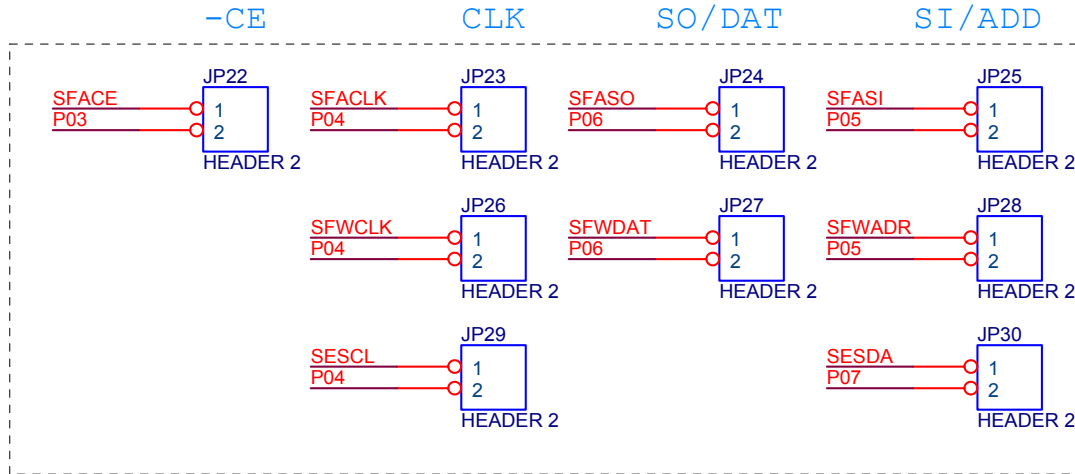 -CE CLK SO/DAT SI/ADD
JP22 JP23 JP24 JP25
SFACE 1 SFACLK 1 SFASO 1 SFASI 1
P03 2 P04 2 P06 2 P05 2
HEADER 2 HEADER 2 HEADER 2 HEADER 2
JP26 JP27 JP28
SFWCLK 1 SFWDAT 1 SFWADR 1
P04 2 P06 2 P05 2
HEADER 2 HEADER 2 HEADER 2
JP29 JP30
SESCL 1 SESDA 1
P04 2 P07 2
HEADER 2 HEADER 2